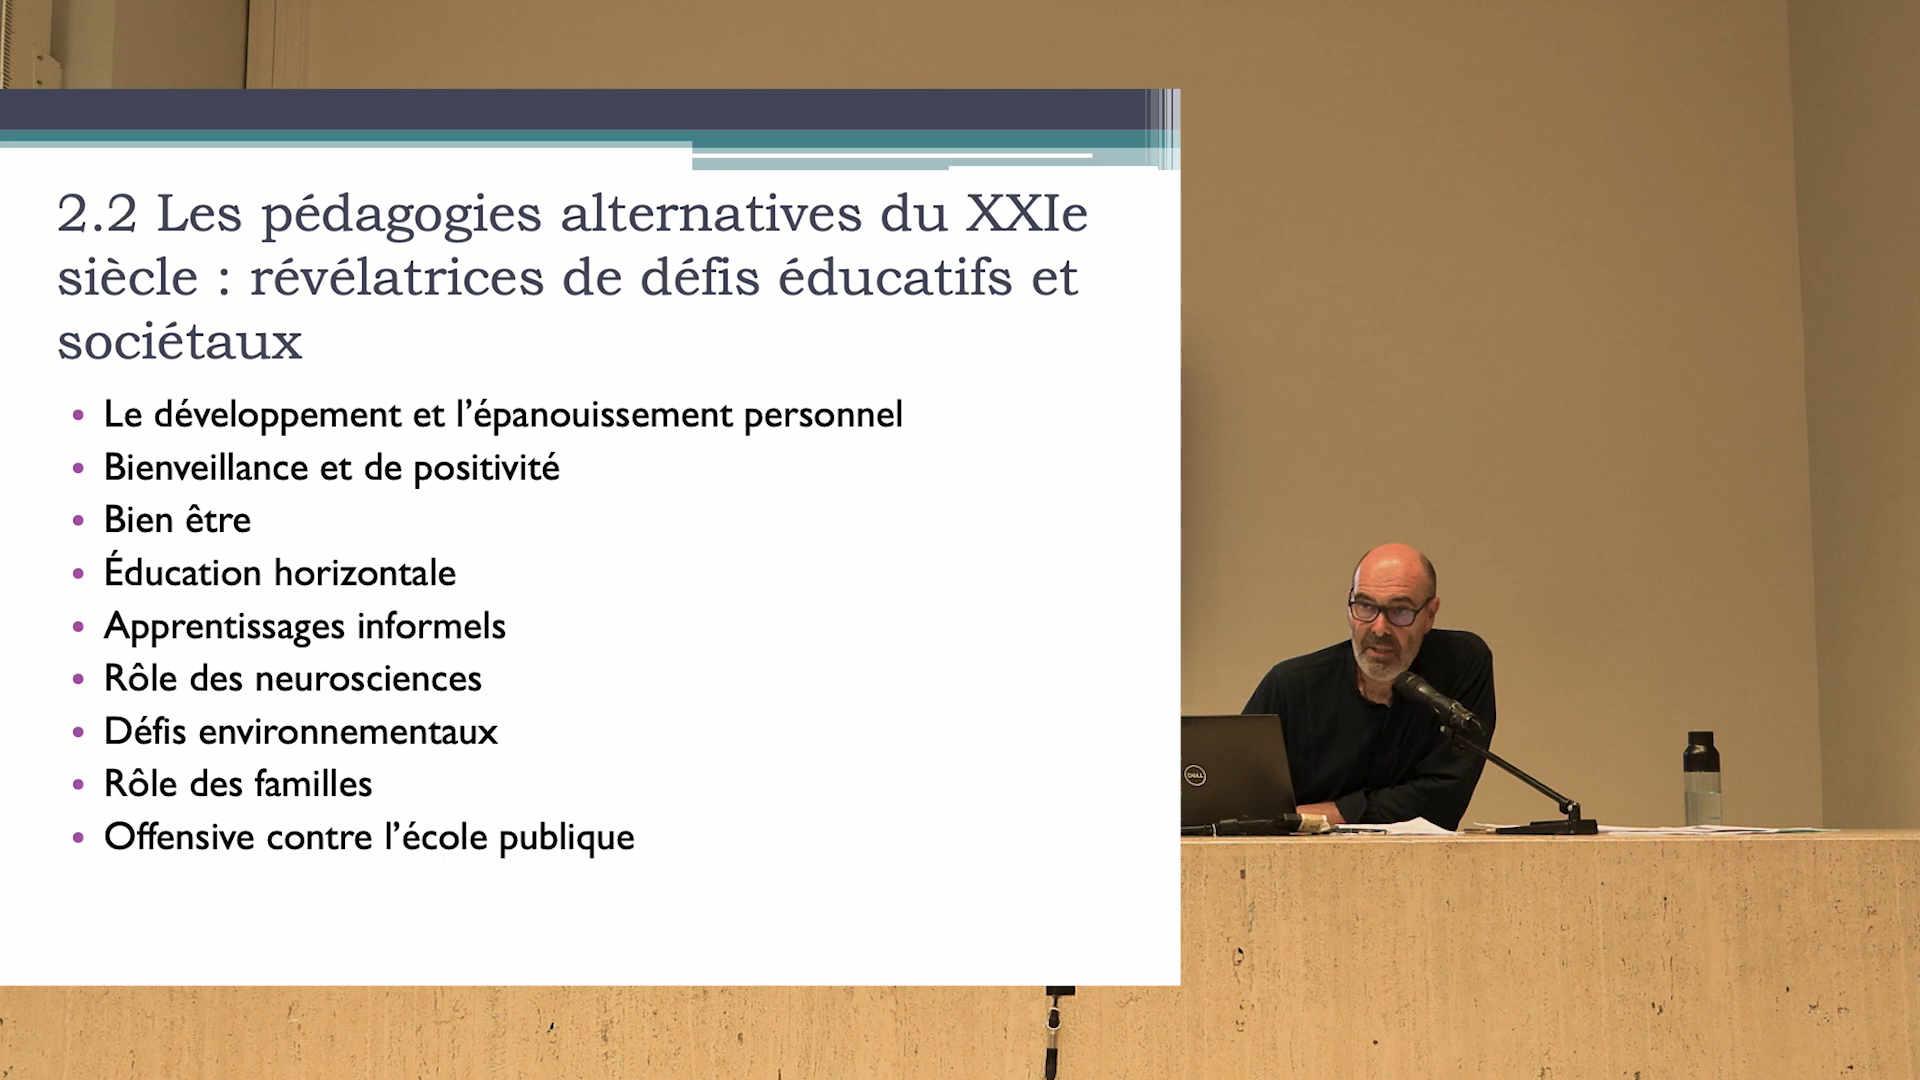 2.2 Les pédagogies alternatives du XXIe
siècle : révélatrices de défis éducatifs et
sociétaux
• Le développement et l’épanouissement personnel
• Bienveillance et de positivité
• Bien être
• Éducation horizontale
• Apprentissages informels
• Rôle des neurosciences
• Défis environnementaux
• Rôle des familles
• Offensive contre l’école publique
DELL